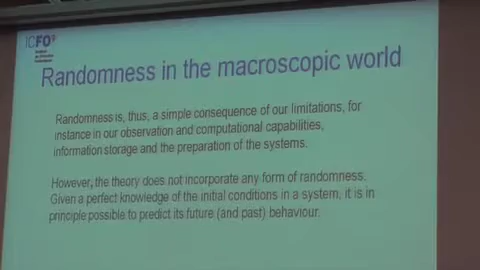 ICFO
Randomness in the macroscopic world
Randomness is, thus, a simple consequence of our limitations, for
instance in our observation and computational capabilities,
information storage and the preparation of the systems.
However, the theory does not incorporate any form of randomness.
Given a perfect knowledge of the initial conditions in a system, it is in
principle possible to predict its future (and past) behaviour.